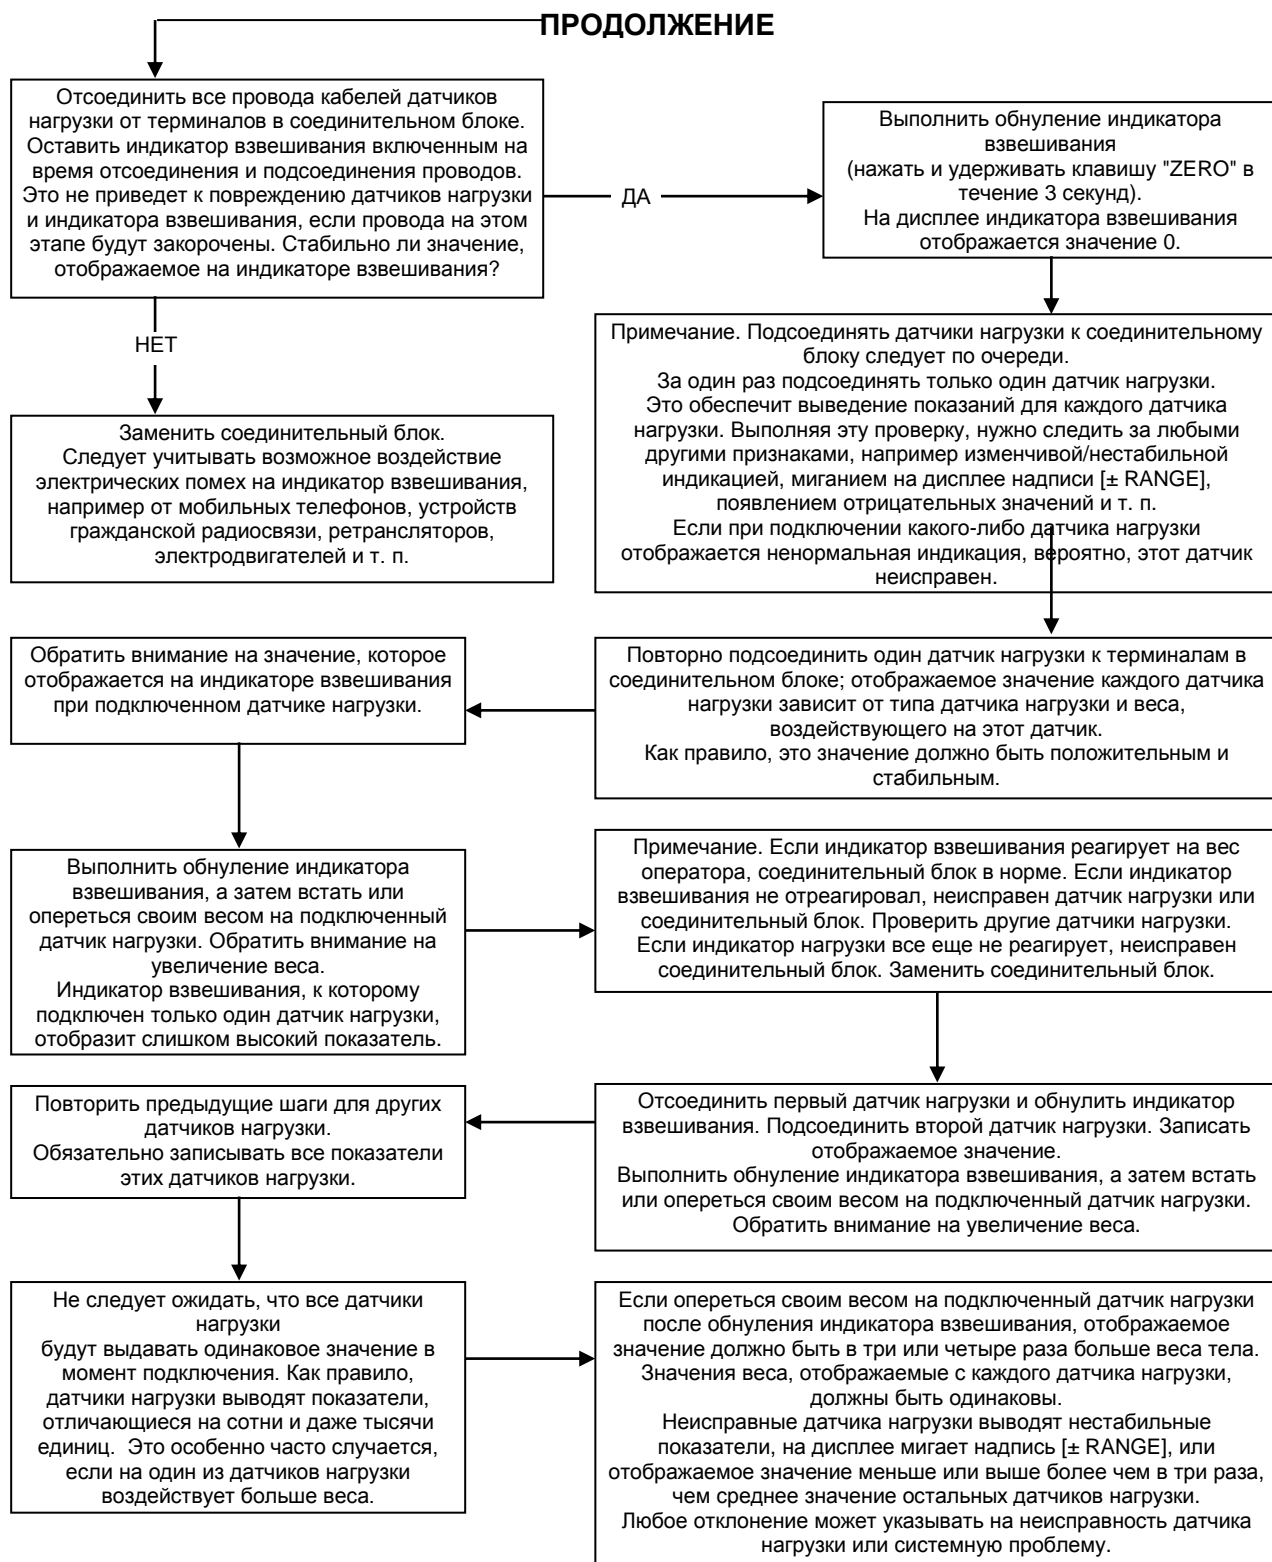 ПРОДОЛЖЕНИЕ
Отсоединить все провода кабелей датчиков
нагрузки от терминалов в соединительном блоке.
Оставить индикатор взвешивания включенным на
время отсоединения и подсоединения проводов.
Это не приведет к повреждению датчиков нагрузки
и индикатора взвешивания, если провода на этом
этапе будут закорочены. Стабильно ли значение,
отображаемое на индикаторе взвешивания?
ДА
Выполнить обнуление индикатора
взвешивания
(нажать и удерживать клавишу "ZERO" в
течение 3 секунд).
На дисплее индикатора взвешивания
отображается значение 0.
НЕТ
Заменить соединительный блок.
Следует учитывать возможное воздействие
электрических помех на индикатор взвешивания,
например от мобильных телефонов, устройств
гражданской радиосвязи, ретрансляторов,
электродвигателей и т. п.
Примечание. Подсоединять датчики нагрузки к соединительному
блоку следует по очереди.
За один раз подсоединять только один датчик нагрузки.
Это обеспечит выведение показаний для каждого датчика
нагрузки. Выполняя эту проверку, нужно следить за любыми
другими признаками, например изменчивой/нестабильной
индикацией, миганием на дисплее надписи [± RANGE],
появлением отрицательных значений и т. п.
Если при подключении какого-либо датчика нагрузки
отображается ненормальная индикация, вероятно, этот датчик
неисправен.
Повторно подсоединить один датчик нагрузки к терминалам в
соединительном блоке; отображаемое значение каждого датчика
нагрузки зависит от типа датчика нагрузки и веса,
воздействующего на этот датчик.
Как правило, это значение должно быть положительным и
стабильным.
Обратить внимание на значение, которое
отображается на индикаторе взвешивания
при подключенном датчике нагрузки.
Выполнить обнуление индикатора
взвешивания, а затем встать или
опереться своим весом на подключенный
датчик нагрузки. Обратить внимание на
увеличение веса.
Индикатор взвешивания, к которому
подключен только один датчик нагрузки,
отобразит слишком высокий показатель.
Примечание. Если индикатор взвешивания реагирует на вес
оператора, соединительный блок в норме. Если индикатор
взвешивания не отреагировал, неисправен датчик нагрузки или
соединительный блок. Проверить другие датчики нагрузки.
Если индикатор нагрузки все еще не реагирует, неисправен
соединительный блок. Заменить соединительный блок.
Отсоединить первый датчик нагрузки и обнулить индикатор
взвешивания. Подсоединить второй датчик нагрузки. Записать
отображаемое значение.
Выполнить обнуление индикатора взвешивания, а затем встать
или опереться своим весом на подключенный датчик нагрузки.
Обратить внимание на увеличение веса.
Повторить предыдущие шаги для других
датчиков нагрузки.
Обязательно записывать все показатели
этих датчиков нагрузки.
Не следует ожидать, что все датчики
нагрузки
будут выдавать одинаковое значение в
момент подключения. Как правило,
датчики нагрузки выводят показатели,
отличающиеся на сотни и даже тысячи
единиц. Это особенно часто случается,
если на один из датчиков нагрузки
воздействует больше веса.
Если опереться своим весом на подключенный датчик нагрузки
после обнуления индикатора взвешивания, отображаемое
значение должно быть в три или четыре раза больше веса тела.
Значения веса, отображаемые с каждого датчика нагрузки,
должны быть одинаковы.
Неисправные датчика нагрузки выводят нестабильные
показатели, на дисплее мигает надпись [± RANGE], или
отображаемое значение меньше или выше более чем в три раза,
чем среднее значение остальных датчиков нагрузки.
Любое отклонение может указывать на неисправность датчика
нагрузки или системную проблему.